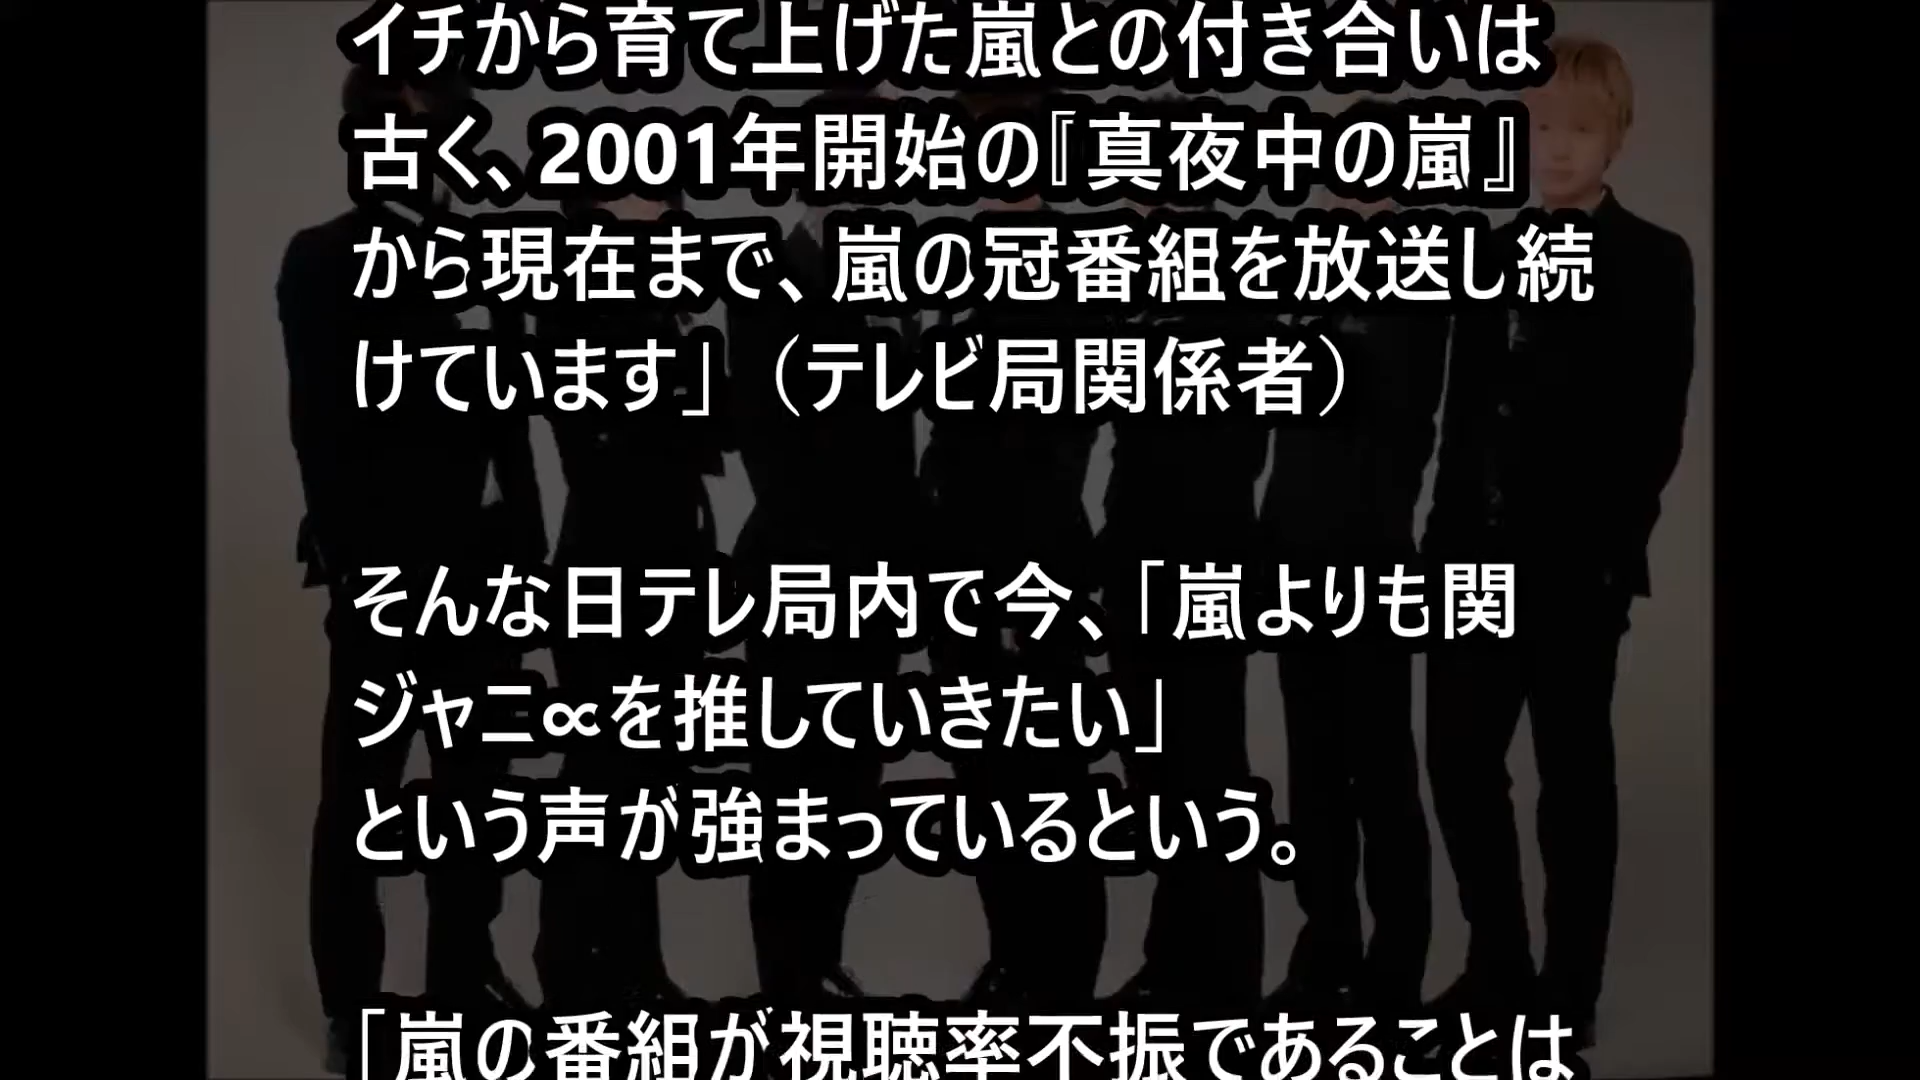 イチから育て上げた嵐との付き合いは
古く、2001年開始の『真夜中の嵐』
から現在まで、嵐の冠番組を放送し続
けています」（テレビ局関係者）
そんな日テレ局内で今、「嵐よりも関
ジャニ∝を推していきたい」
という声が強まっているという。
「嵐の番組が視聴率不振であることは